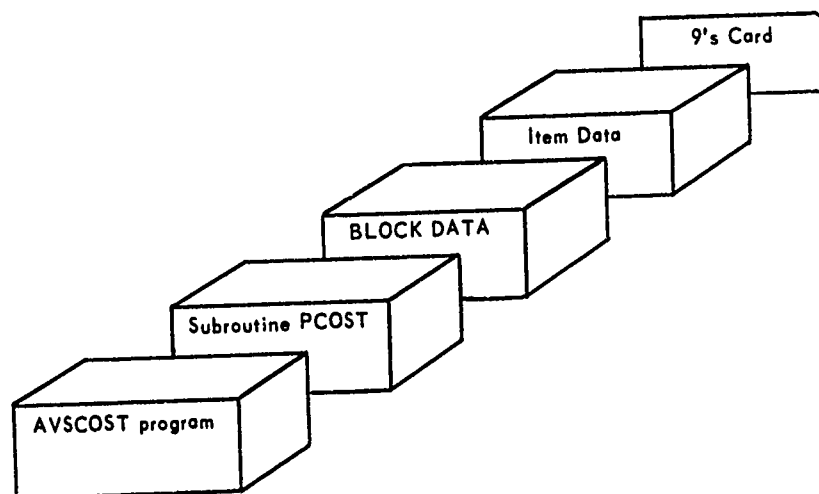 9's Card
Item Data
BLOCK DATA
Subroutine PCOST
AVSCOST program